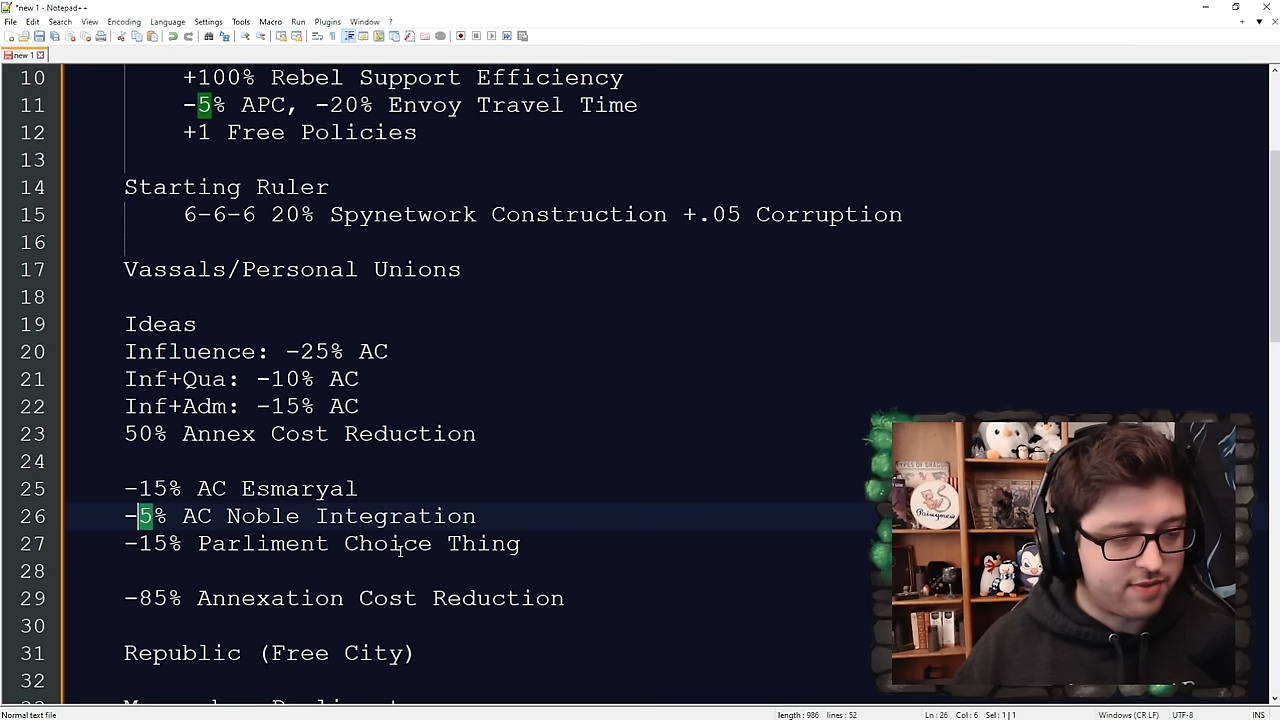 *new 1 - Notepad++
File Edit Search View Encoding Language Settings Tools Macro Run Plugins Window ?
new 1
10 +100% Rebel Support Efficiency
11 -5% APC, -20% Envoy Travel Time
12 +1 Free Policies
13
14 Starting Ruler
15 6-6-6 20% Spynetwork Construction +.05 Corruption
16
17 Vassals/Personal Unions
18
19 Ideas
20 Influence: -25% AC
21 Inf+Qua: -10% AC
22 Inf+Adm: -15% AC
23 50% Annex Cost Reduction
24
25 -15% AC Esmaryal
26 -5% AC Noble Integration
27 -15% Parliment Choice Thing
28
29 -85% Annexation Cost Reduction
30
31 Republic (Free City)
32
Normal text file length : 986 lines : 52 Ln : 26 Col : 6 Sel : 1 | 1 Windows (CR LF) UTF-8 INS